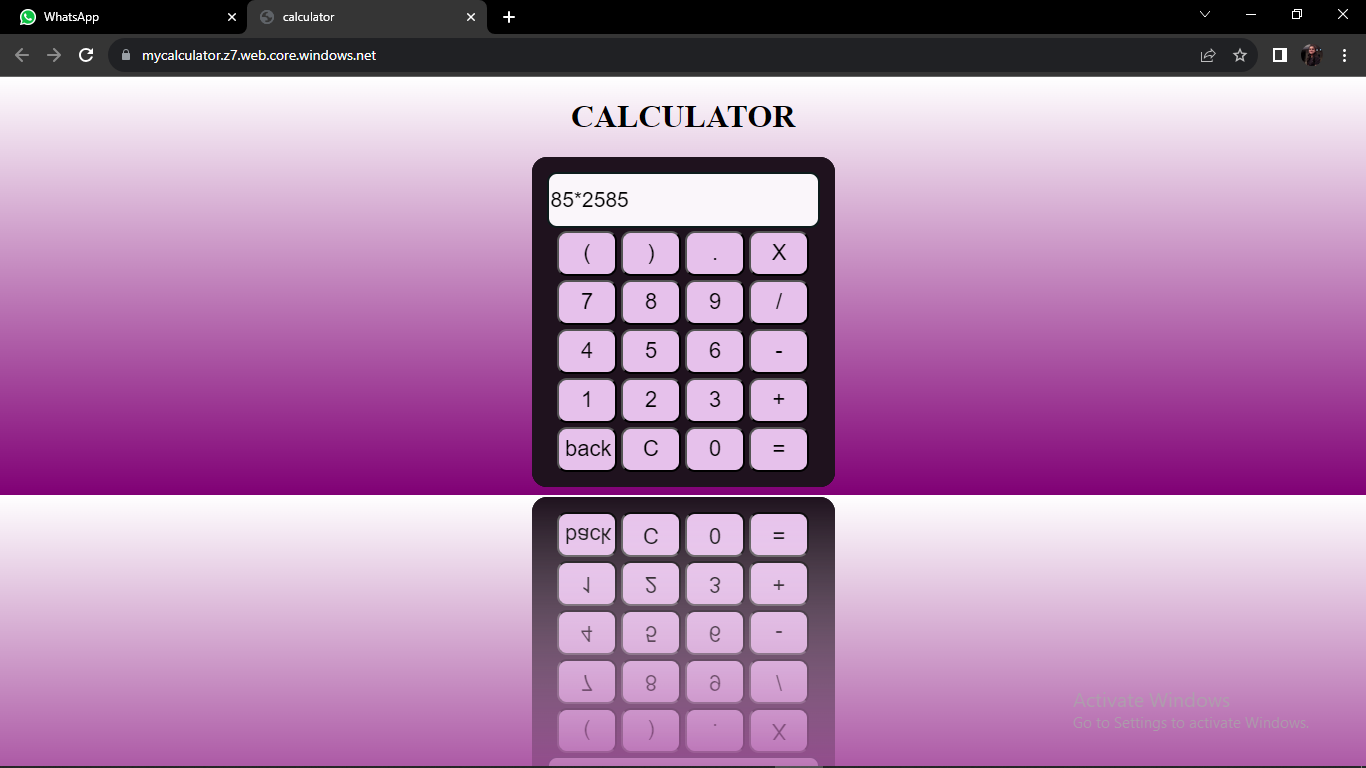 WhatsApp
calculator
mycalculator.z7.web.core.windows.net
CALCULATOR
85*2585
( ) . X
7 8 9 /
4 5 6 -
1 2 3 +
back C 0 =
back C 0 =
1 2 3 +
4 5 6 -
7 8 9 /
( ) . X
Activate Windows
Go to Settings to activate Windows.